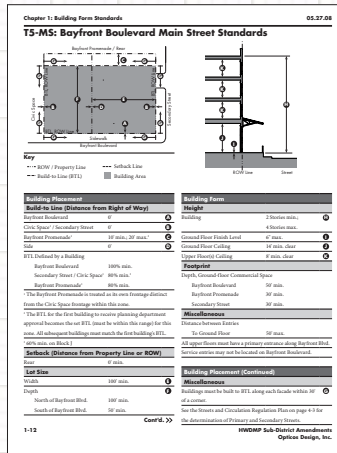 Chapter 1: Building Form Standards 05.27.08
T5-MS: Bayfront Boulevard Main Street Standards
Bayfront Promenade / Rear
Civic Space
Secondary Street
BTL, ROW Line
Sidewalk
Bayfront Boulevard
ROW Line Street
Key
ROW / Property Line Setback Line
Build-to Line (BTL) Building Area
Building Placement
Build-to Line (Distance from Right of Way)
Bayfront Boulevard 0' A
Civic Space¹ / Secondary Street 0' B
Bayfront Promenade¹ 10' min.; 20' max.² C
Side 0' D
BTL Defined by a Building
Bayfront Boulevard 100% min.
Secondary Street / Civic Space¹ 80% min.³
Bayfront Promenade¹ 80% min.
¹ The Bayfront Promenade is treated as its own frontage distinct
from the Civic Space frontage within this zone.
² The BTL for the first building to receive planning department
approval becomes the set BTL (must be within this range) for this
zone. All subsequent buildings must match the first building's BTL.
³ 60% min. on Block J
Setback (Distance from Property Line or ROW)
Rear 0' min.
Lot Size
Width 100' min. E
Depth F
North of Bayfront Blvd. 100' min.
South of Bayfront Blvd. 50' min.
Cont'd. >>
Building Form
Height
Building 2 Stories min.; H
4 Stories max.
Ground Floor Finish Level 6" max. I
Ground Floor Ceiling 14' min. clear J
Upper Floor(s) Ceiling 8' min. clear K
Footprint
Depth, Ground-Floor Commercial Space
Bayfront Boulevard 50' min.
Bayfront Promenade 30' min.
Secondary Street 30' min.
Miscellaneous
Distance between Entries
To Ground Floor 50' max.
All upper floors must have a primary entrance along Bayfront Blvd.
Service entries may not be located on Bayfront Boulevard.
Building Placement (Continued)
Miscellaneous
Buildings must be built to BTL along each facade within 30' G
of a corner.
See the Streets and Circulation Regulation Plan on page 4-3 for
the determination of Primary and Secondary Streets.
1-12 HWDMP Sub-District Amendments
Opticos Design, Inc.